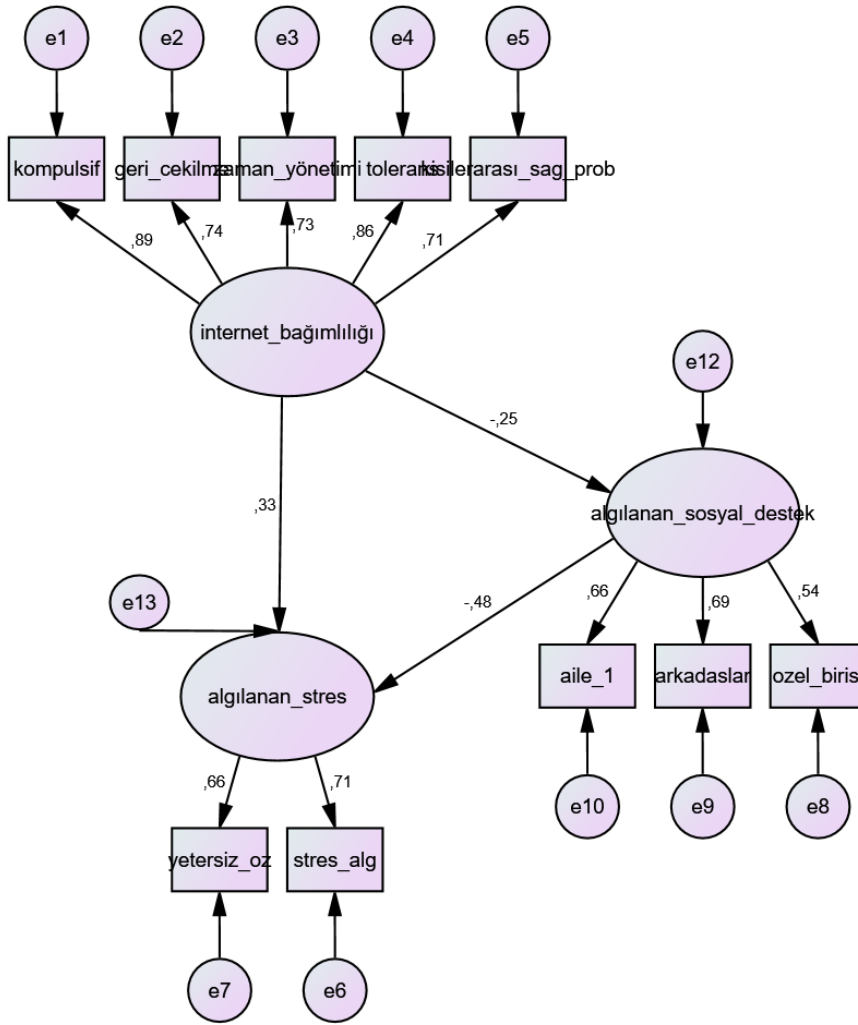 e1
e2
e3
e4
e5
kompulsif
geri_cekilme
zaman_yönetimi
tolerans
kisilerarası_sag_prob
,89
,74
,73
,86
,71
internet_bağımlılığı
e12
-,25
,33
algılanan_sosyal_destek
e13
-,48
,66
,69
,54
aile_1
arkadaslar
ozel_biris
algılanan_stres
,66
,71
e10
e9
e8
yetersiz_oz
stres_alg
e7
e6